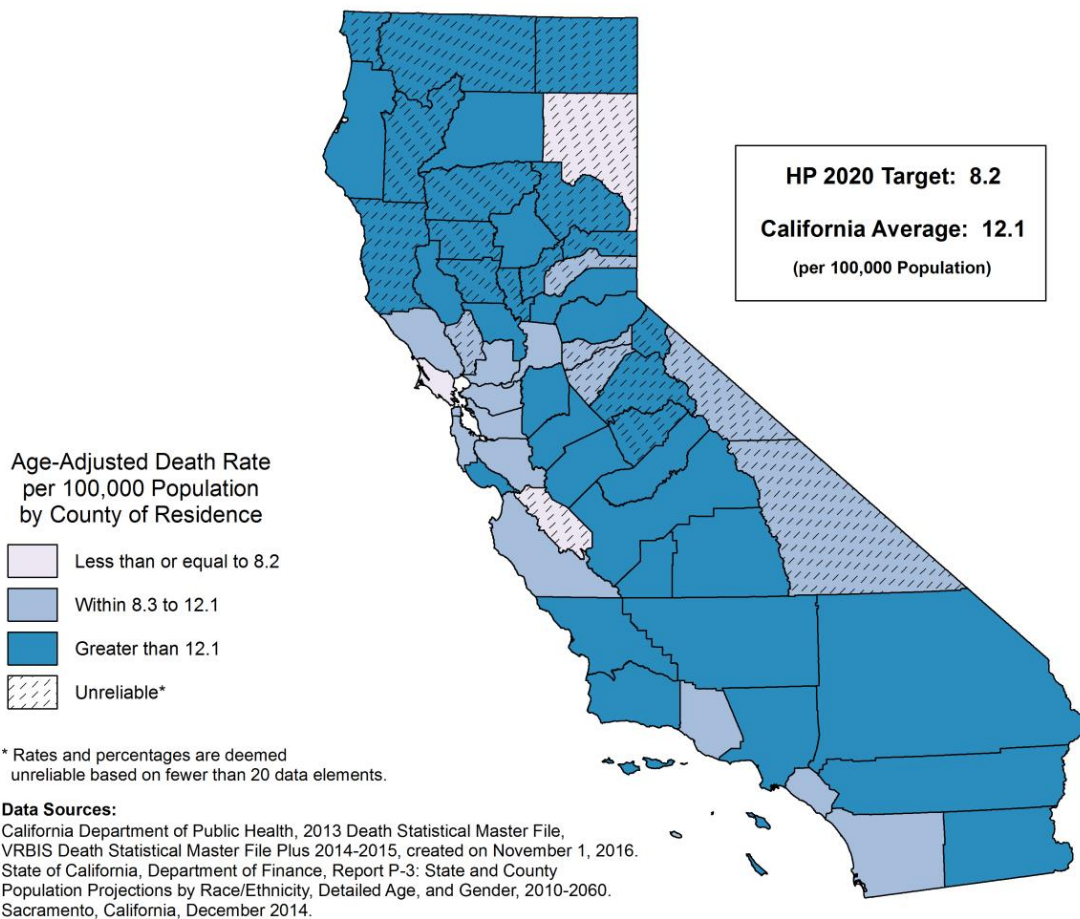 HP 2020 Target: 8.2
California Average: 12.1
(per 100,000 Population)
Age-Adjusted Death Rate
per 100,000 Population
by County of Residence
Less than or equal to 8.2
Within 8.3 to 12.1
Greater than 12.1
Unreliable*
* Rates and percentages are deemed
unreliable based on fewer than 20 data elements.
Data Sources:
California Department of Public Health, 2013 Death Statistical Master File,
VRBIS Death Statistical Master File Plus 2014-2015, created on November 1, 2016.
State of California, Department of Finance, Report P-3: State and County
Population Projections by Race/Ethnicity, Detailed Age, and Gender, 2010-2060.
Sacramento, California, December 2014.